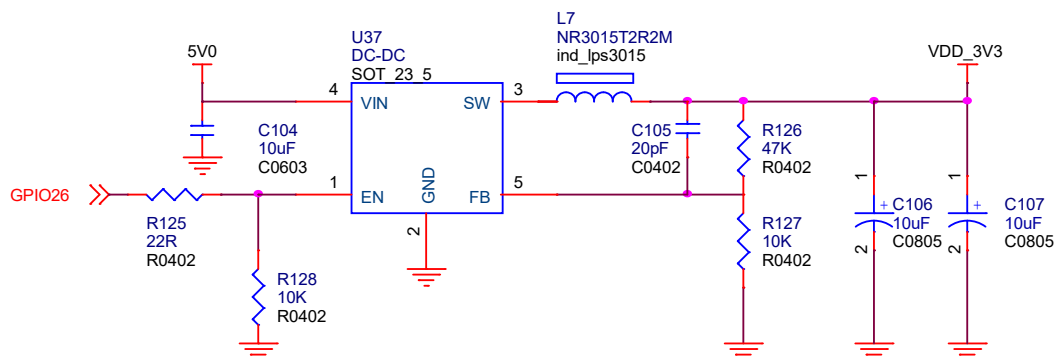 L7
NR3015T2R2M
ind_lps3015
U37
DC-DC
SOT_23_5
5V0
VDD_3V3
4
VIN
SW
3
C104
10uF
C0603
C105
20pF
C0402
R126
47K
R0402
GPIO26
1
EN
GND
FB
5
2
R125
22R
R0402
R127
10K
R0402
1
+
C106
10uF
C0805
2
1
+
C107
10uF
C0805
2
R128
10K
R0402